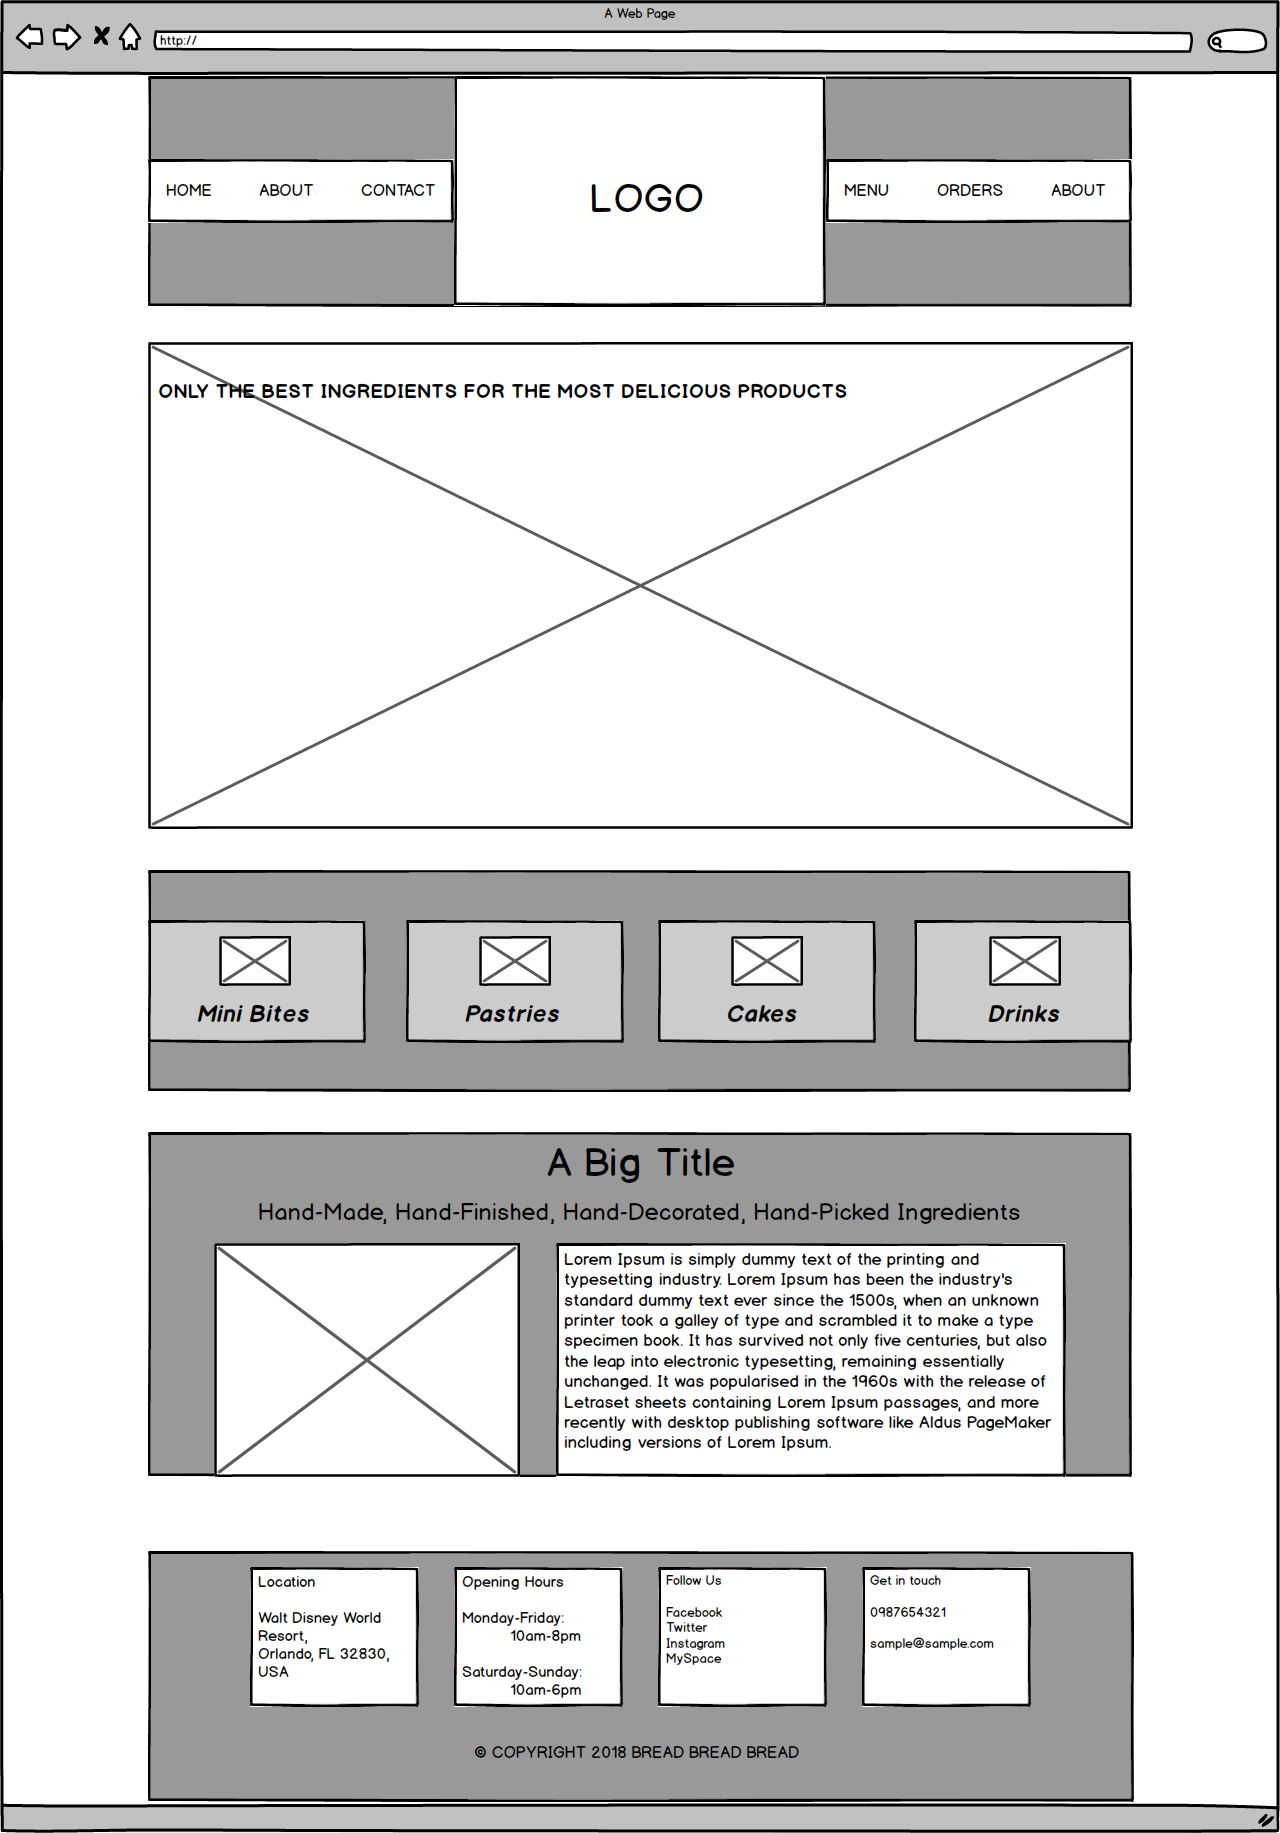 A Web Page
http://
HOME ABOUT CONTACT
LOGO
MENU ORDERS ABOUT
ONLY THE BEST INGREDIENTS FOR THE MOST DELICIOUS PRODUCTS
Mini Bites
Pastries
Cakes
Drinks
A Big Title
Hand-Made, Hand-Finished, Hand-Decorated, Hand-Picked Ingredients
Lorem Ipsum is simply dummy text of the printing and
typesetting industry. Lorem Ipsum has been the industry's
standard dummy text ever since the 1500s, when an unknown
printer took a galley of type and scrambled it to make a type
specimen book. It has survived not only five centuries, but also
the leap into electronic typesetting, remaining essentially
unchanged. It was popularised in the 1960s with the release of
Letraset sheets containing Lorem Ipsum passages, and more
recently with desktop publishing software like Aldus PageMaker
including versions of Lorem Ipsum.
Location
Walt Disney World
Resort,
Orlando, FL 32830,
USA
Opening Hours
Monday-Friday:
10am-8pm
Saturday-Sunday:
10am-6pm
Follow Us
Facebook
Twitter
Instagram
MySpace
Get in touch
0987654321
sample@sample.com
© COPYRIGHT 2018 BREAD BREAD BREAD